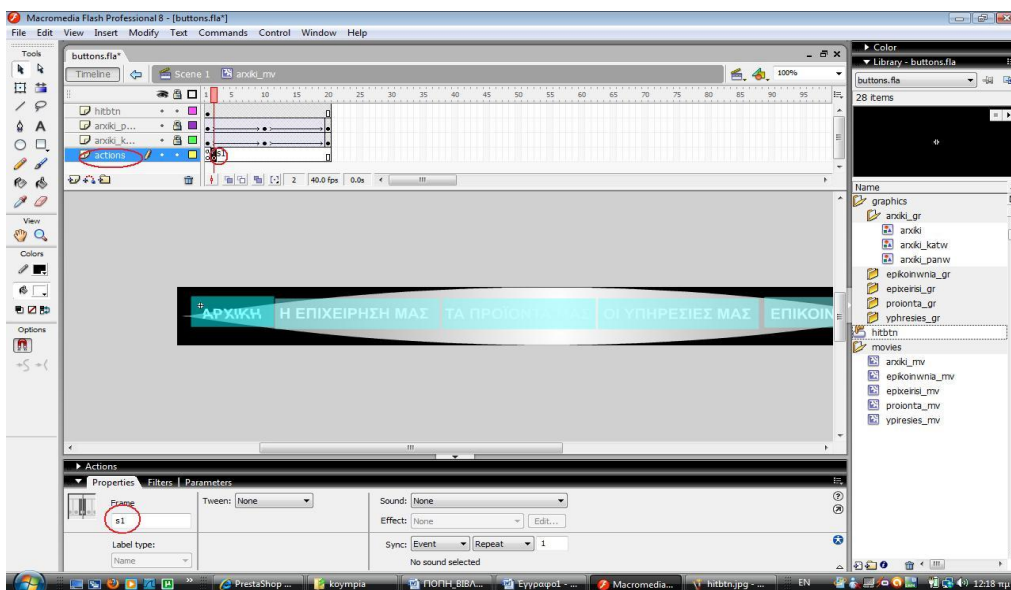 Macromedia Flash Professional 8 - [buttons.fla*]
File Edit View Insert Modify Text Commands Control Window Help
Tools
View
Colors
Options
buttons.fla*
Timeline Scene 1 arxiki_mv 100%
1 5 10 15 20 25 30 35 40 45 50 55 60 65 70 75 80 85 90 95
hitbtn
arxiki_p...
arxiki_k...
actions s1
2 40.0 fps 0.0s
ΑΡΧΙΚΗ Η ΕΠΙΧΕΙΡΗΣΗ ΜΑΣ ΤΑ ΠΡΟΪΟΝΤΑ ΜΑΣ ΟΙ ΥΠΗΡΕΣΙΕΣ ΜΑΣ ΕΠΙΚΟΙΝ
Actions
Properties Filters Parameters
Frame
s1
Label type:
Name
Tween: None
Sound: None
Effect: None Edit...
Sync: Event Repeat 1
No sound selected
Color
Library - buttons.fla
buttons.fla
28 items
Name
graphics
arxiki_gr
arxiki
arxiki_katw
arxiki_panw
epikoinwnia_gr
epixeirisi_gr
proionta_gr
yphresies_gr
hitbtn
movies
arxiki_mv
epikoinwnia_mv
epixeirisi_mv
proionta_mv
ypiresies_mv
PrestaShop ... koympia ΠΟΠΗ_ΒΙΒΛ... Έγγραφο1 - ... Macromedia... hitbtn.jpg - ... EN 12:18 πμ